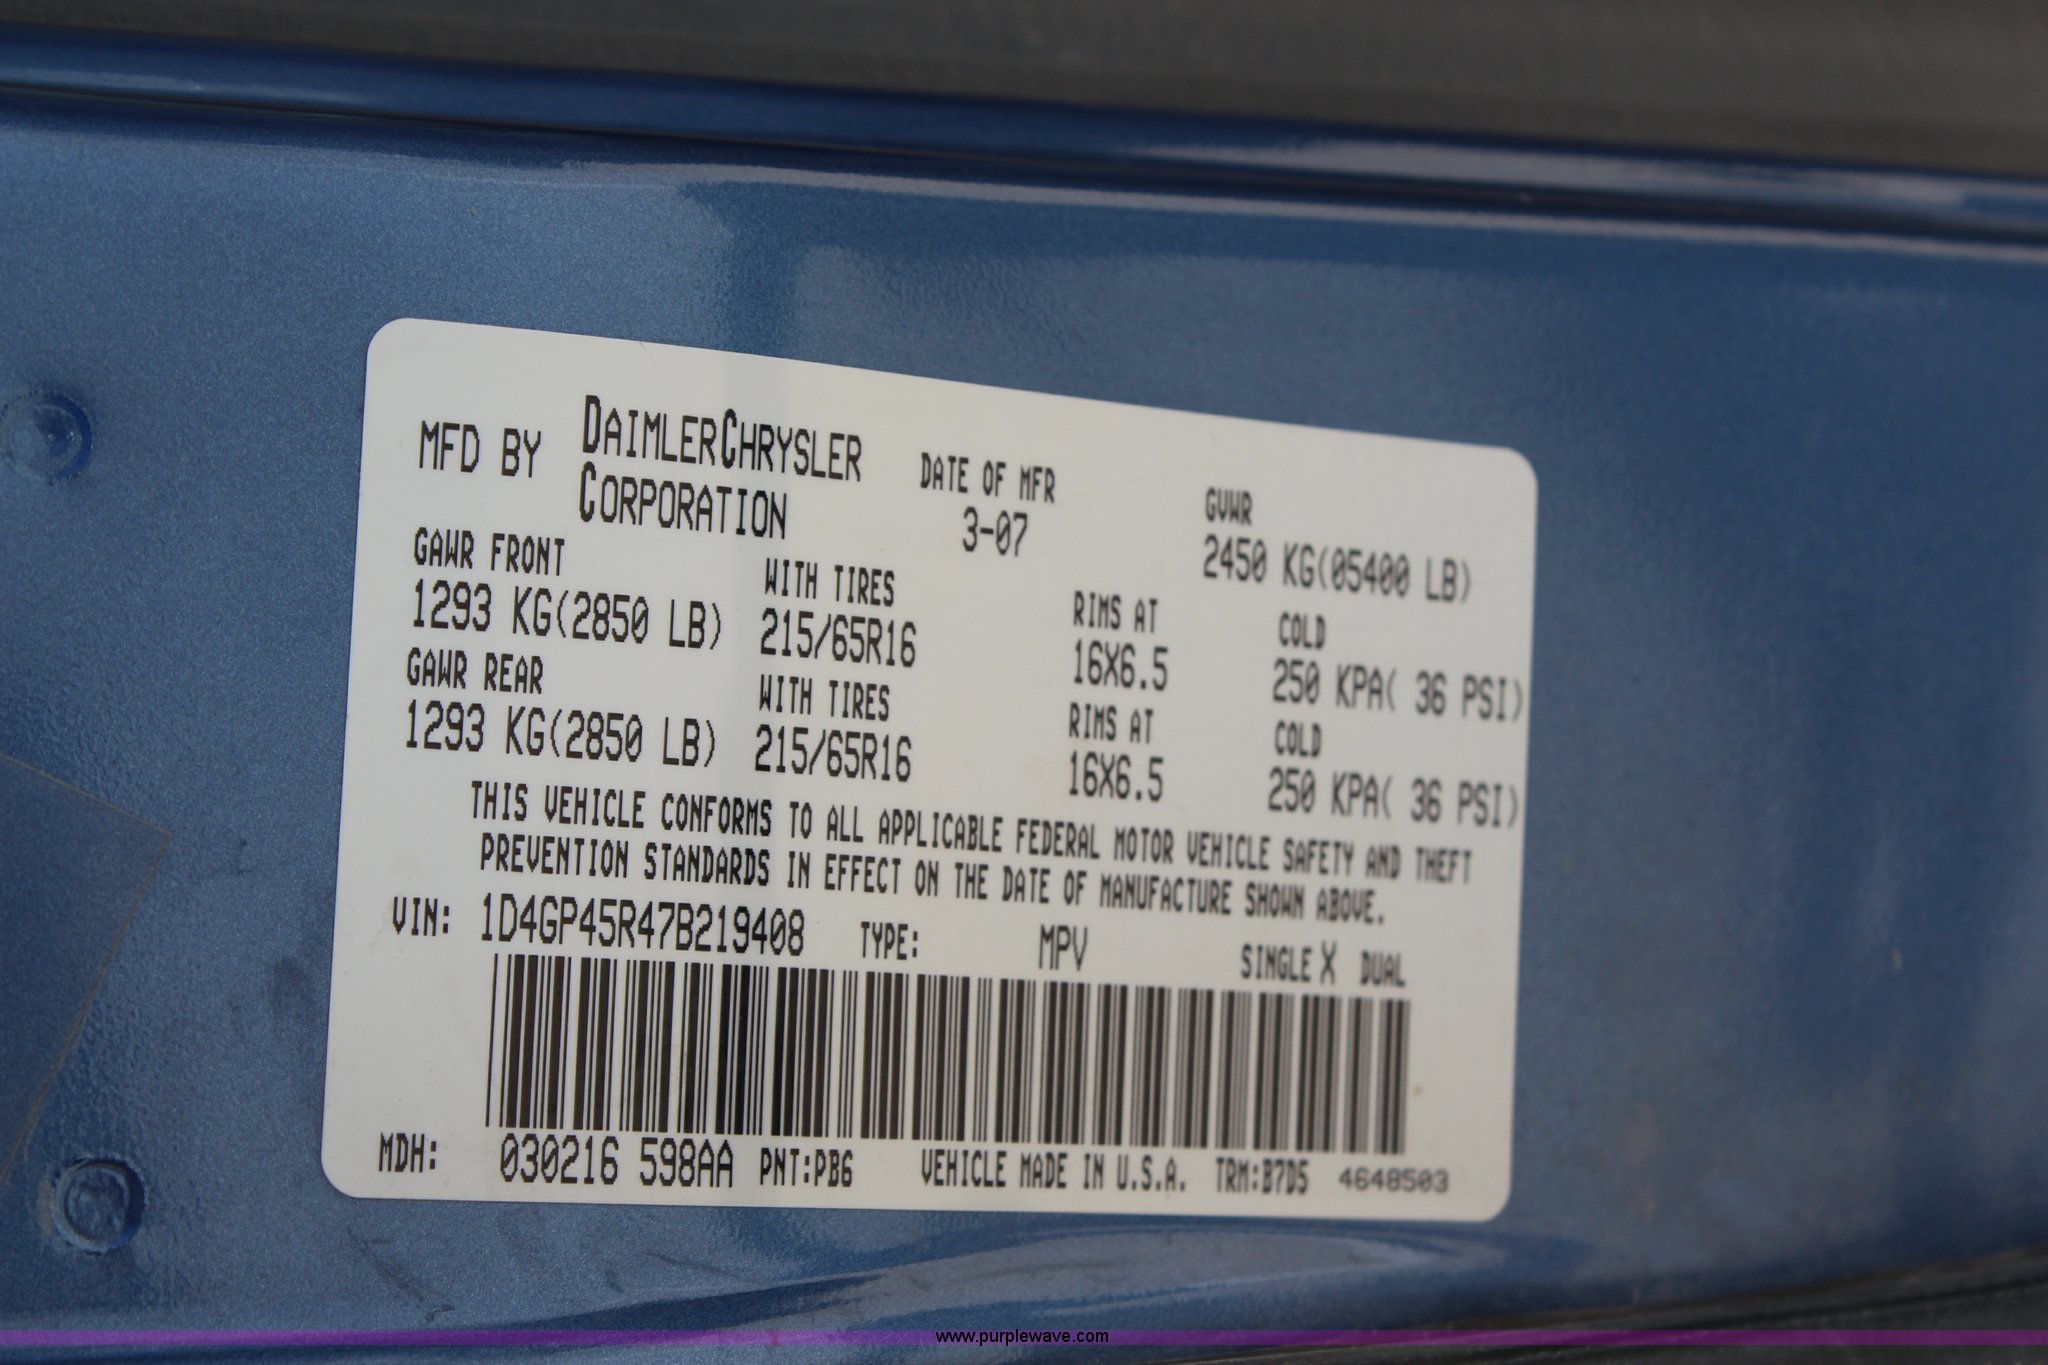 MFD BY DAIMLERCHRYSLER CORPORATION
DATE OF MFR
3-07
GVWR
2450 KG(05400 LB)
GAWR FRONT WITH TIRES RIMS AT COLD
1293 KG(2850 LB) 215/65R16 16X6.5 250 KPA( 36 PSI)
GAWR REAR WITH TIRES RIMS AT COLD
1293 KG(2850 LB) 215/65R16 16X6.5 250 KPA( 36 PSI)
THIS VEHICLE CONFORMS TO ALL APPLICABLE FEDERAL MOTOR VEHICLE SAFETY AND THEFT
PREVENTION STANDARDS IN EFFECT ON THE DATE OF MANUFACTURE SHOWN ABOVE.
VIN: 1D4GP45R47B219408 TYPE: MPV SINGLE X DUAL
MDH: 030216 598AA PNT:PB6 VEHICLE MADE IN U.S.A. TRM:B7D5 4648503
www.purplewave.com